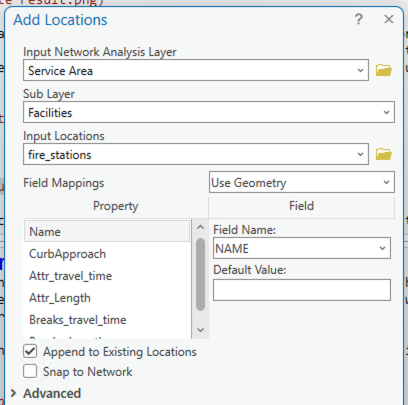 te result.png)
Add Locations
?
Input Network Analysis Layer
Service Area
Sub Layer
Facilities
Input Locations
fire_stations
Field Mappings
Use Geometry
Property
Field
Name
CurbApproach
Attr_travel_time
Attr_Length
Breaks_travel_time
Field Name:
NAME
Default Value:
Append to Existing Locations
Snap to Network
Advanced